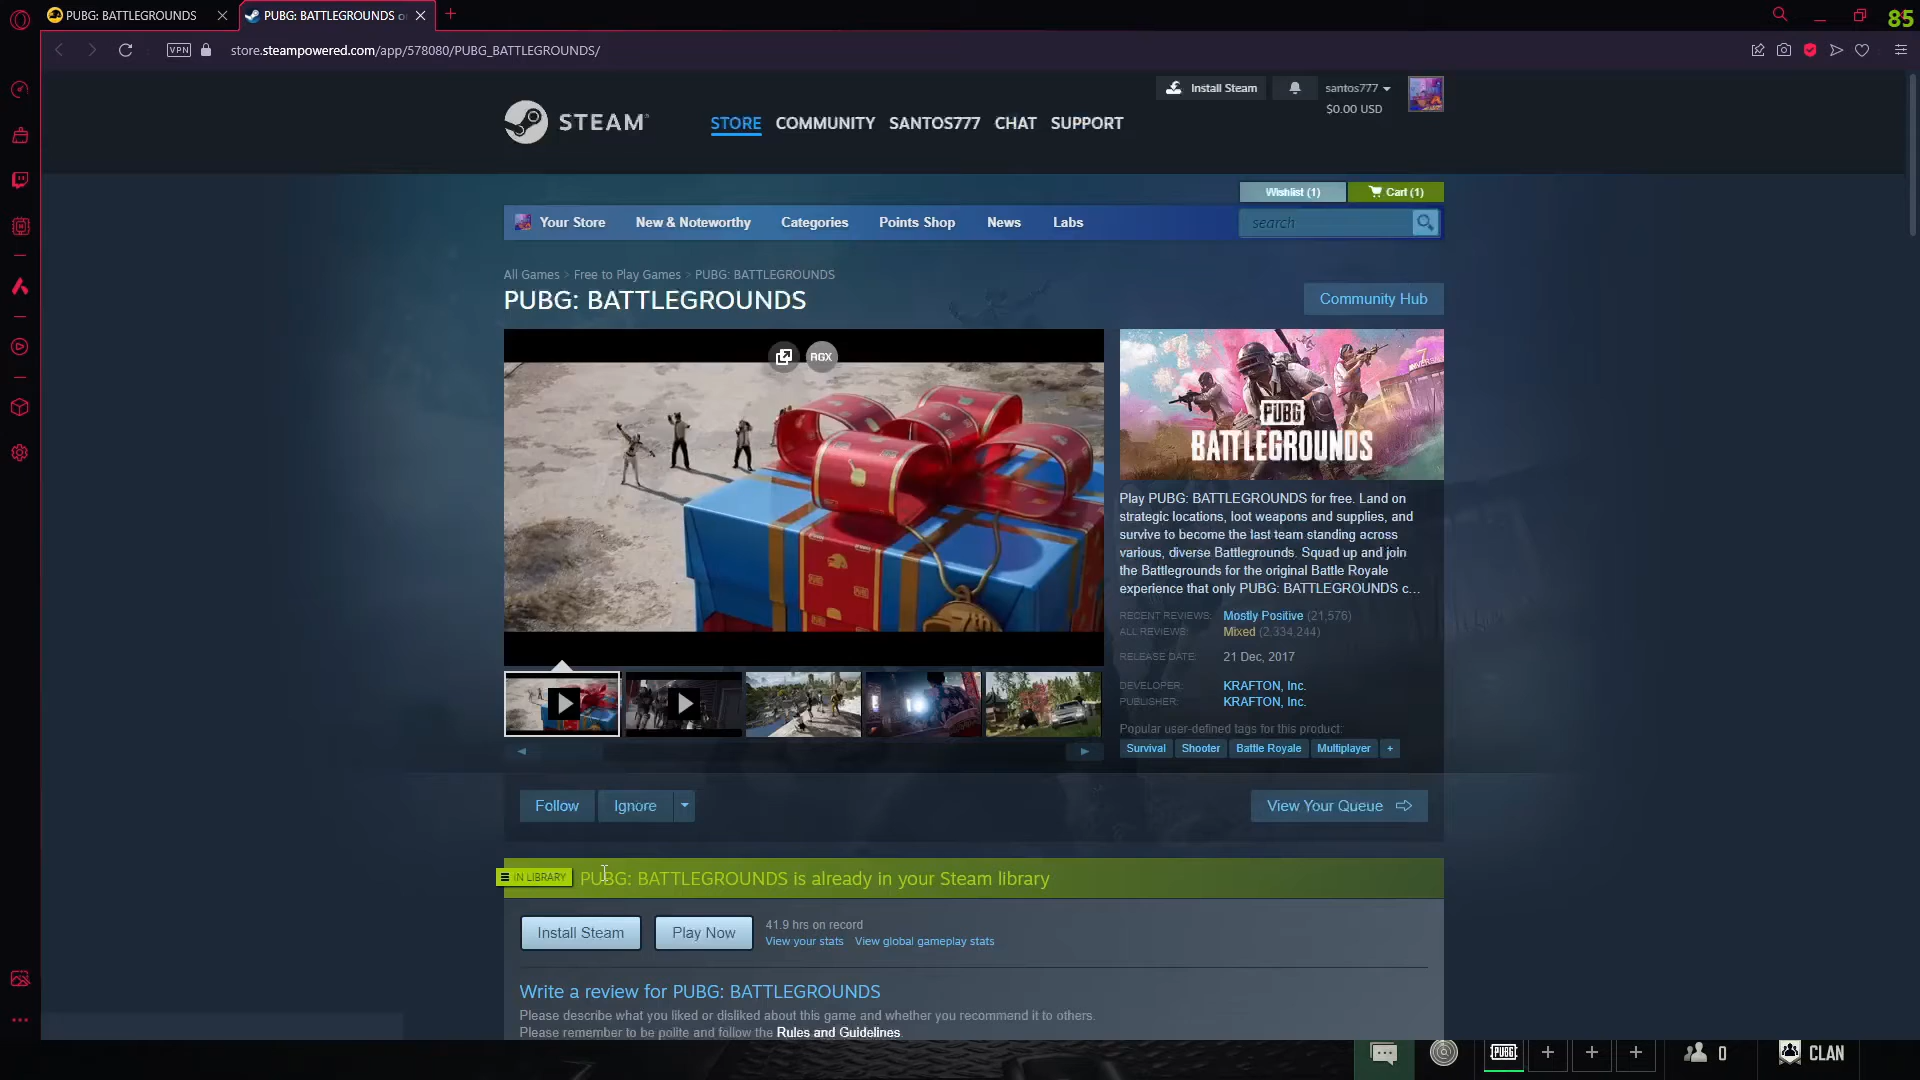 PUBG: BATTLEGROUNDS
PUBG: BATTLEGROUNDS o
85
VPN
store.steampowered.com/app/578080/PUBG_BATTLEGROUNDS/
Install Steam
santos777
$0.00 USD
STEAM
STORE COMMUNITY SANTOS777 CHAT SUPPORT
Wishlist (1) Cart (1)
Your Store New & Noteworthy Categories Points Shop News Labs search
All Games > Free to Play Games > PUBG: BATTLEGROUNDS
PUBG: BATTLEGROUNDS
Community Hub
RGX
PUBG
BATTLEGROUNDS
Play PUBG: BATTLEGROUNDS for free. Land on
strategic locations, loot weapons and supplies, and
survive to become the last team standing across
various, diverse Battlegrounds. Squad up and join
the Battlegrounds for the original Battle Royale
experience that only PUBG: BATTLEGROUNDS c...
RECENT REVIEWS: Mostly Positive (21,576)
ALL REVIEWS: Mixed (2,334,244)
RELEASE DATE: 21 Dec, 2017
DEVELOPER: KRAFTON, Inc.
PUBLISHER: KRAFTON, Inc.
Popular user-defined tags for this product:
Survival Shooter Battle Royale Multiplayer +
Follow Ignore View Your Queue
IN LIBRARY PUBG: BATTLEGROUNDS is already in your Steam library
Install Steam Play Now
41.9 hrs on record
View your stats View global gameplay stats
Write a review for PUBG: BATTLEGROUNDS
Please describe what you liked or disliked about this game and whether you recommend it to others.
Please remember to be polite and follow the Rules and Guidelines.
PUBG + + + 0 CLAN